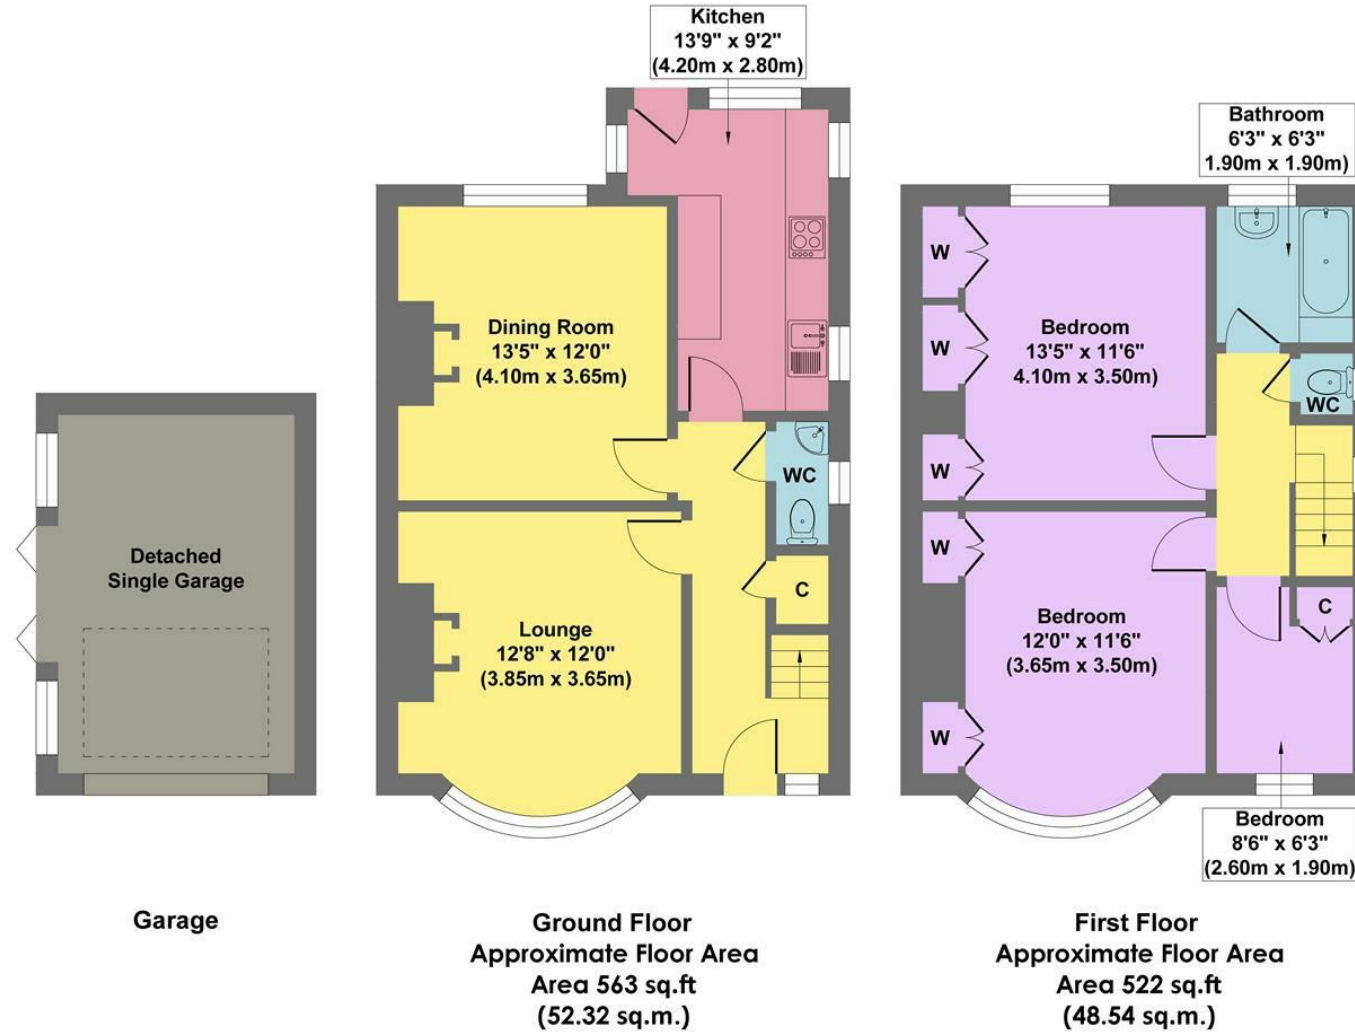 Kitchen
13'9" x 9'2"
(4.20m x 2.80m)
Bathroom
6'3" x 6'3"
1.90m x 1.90m)
Dining Room
13'5" x 12'0"
(4.10m x 3.65m)
W
W
W
Bedroom
13'5" x 11'6"
4.10m x 3.50m)
WC
WC
Detached
Single Garage
Lounge
12'8" x 12'0"
(3.85m x 3.65m)
C
W
W
Bedroom
12'0" x 11'6"
(3.65m x 3.50m)
C
Bedroom
8'6" x 6'3"
(2.60m x 1.90m)
Garage
Ground Floor
Approximate Floor Area
Area 563 sq.ft
(52.32 sq.m.)
First Floor
Approximate Floor Area
Area 522 sq.ft
(48.54 sq.m.)